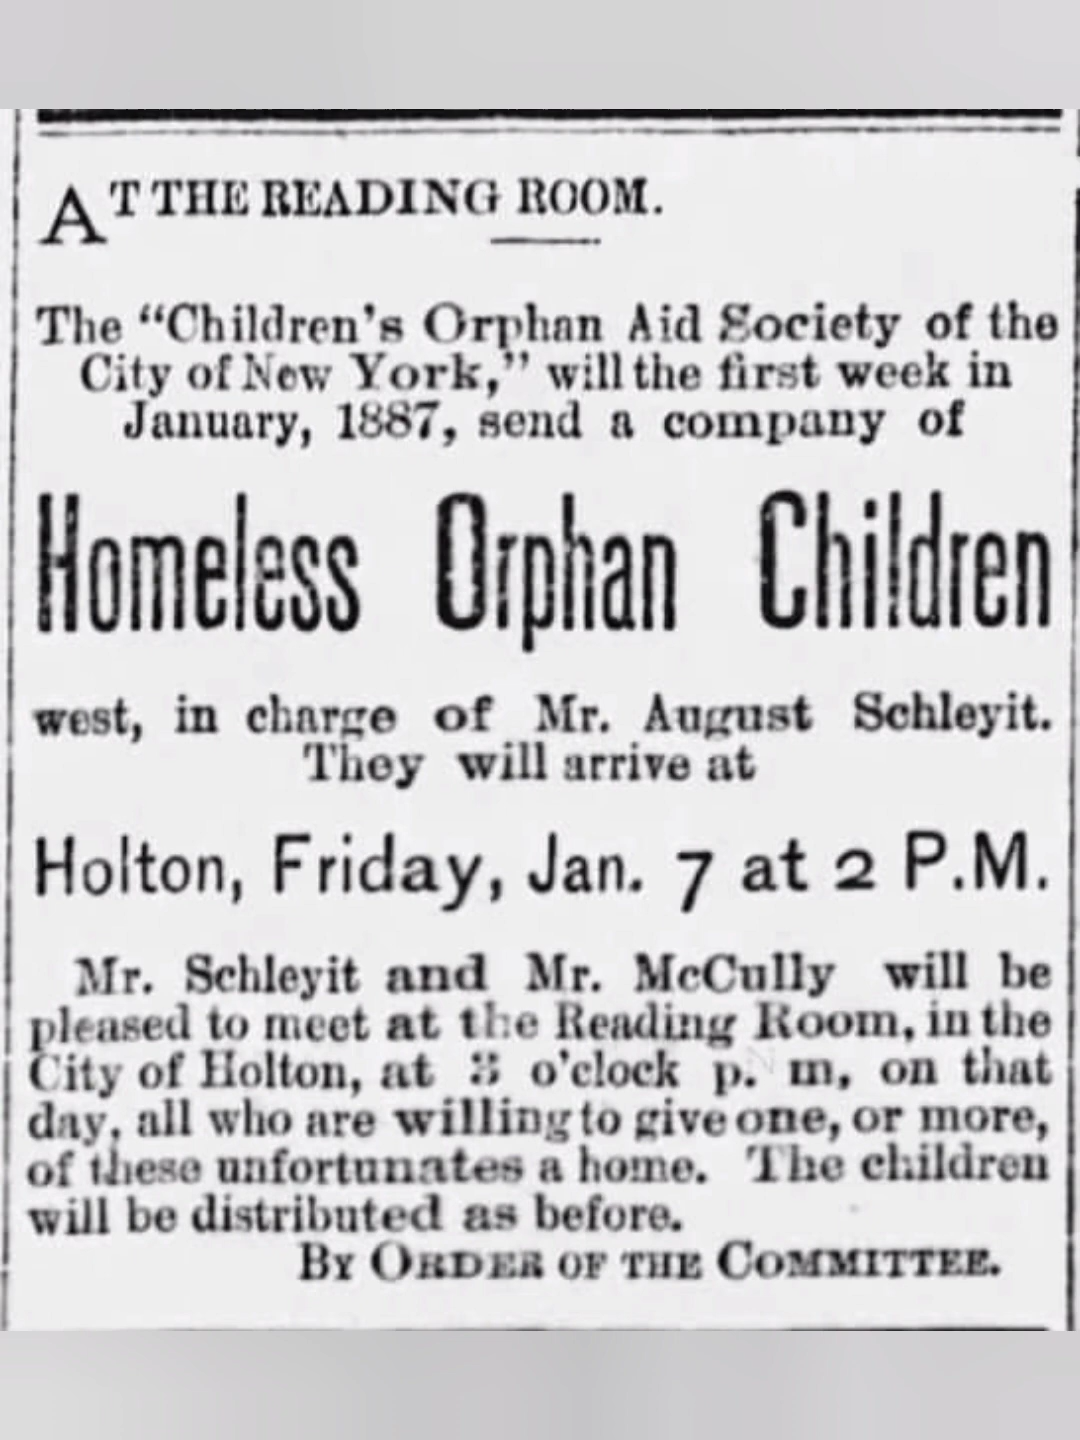 AT THE READING ROOM.
The "Children's Orphan Aid Society of the
City of New York," will the first week in
January, 1887, send a company of
Homeless Orphan Children
west, in charge of Mr. August Schleyit.
They will arrive at
Holton, Friday, Jan. 7 at 2 P.M.
Mr. Schleyit and Mr. McCully will be
pleased to meet at the Reading Room, in the
City of Holton, at 3 o'clock p. m, on that
day, all who are willing to give one, or more,
of these unfortunates a home. The children
will be distributed as before.
BY ORDER OF THE COMMITTEE.